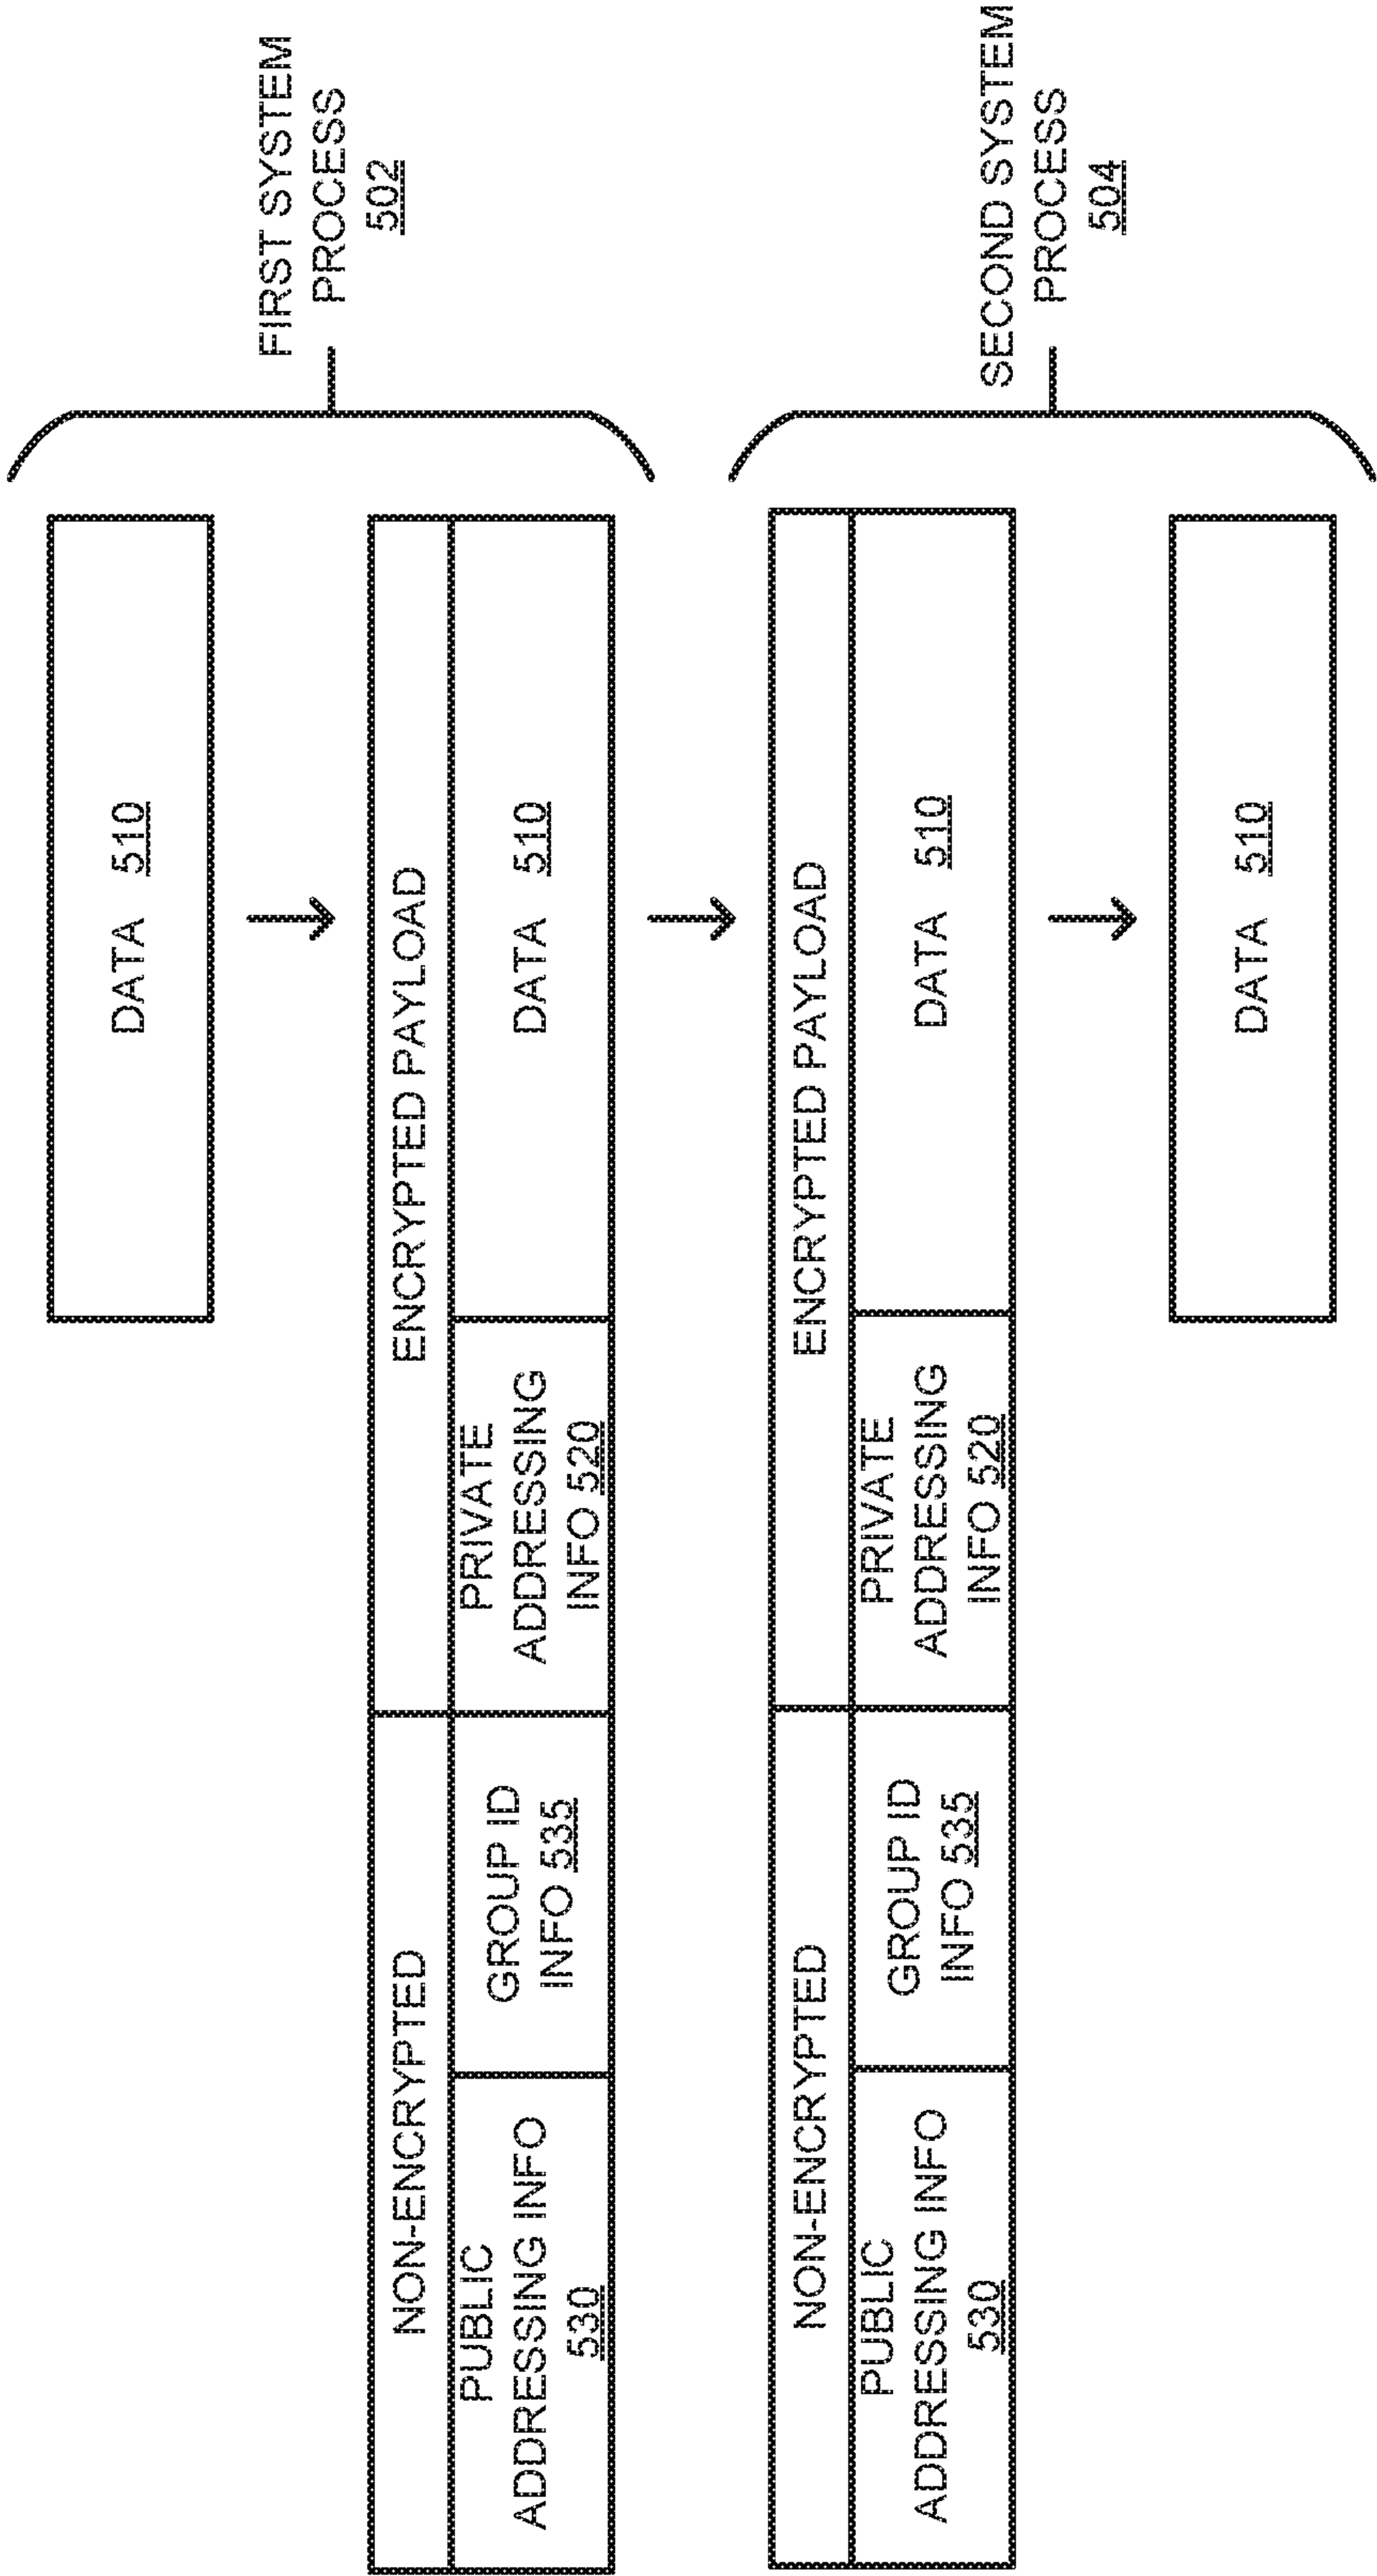 DATA 510
FIRST SYSTEM
PROCESS
502
NON-ENCRYPTED
ENCRYPTED PAYLOAD
PUBLIC
ADDRESSING INFO
530
GROUP ID
INFO 535
PRIVATE
ADDRESSING
INFO 520
DATA 510
NON-ENCRYPTED
ENCRYPTED PAYLOAD
PUBLIC
ADDRESSING INFO
530
GROUP ID
INFO 535
PRIVATE
ADDRESSING
INFO 520
DATA 510
SECOND SYSTEM
PROCESS
504
DATA 510